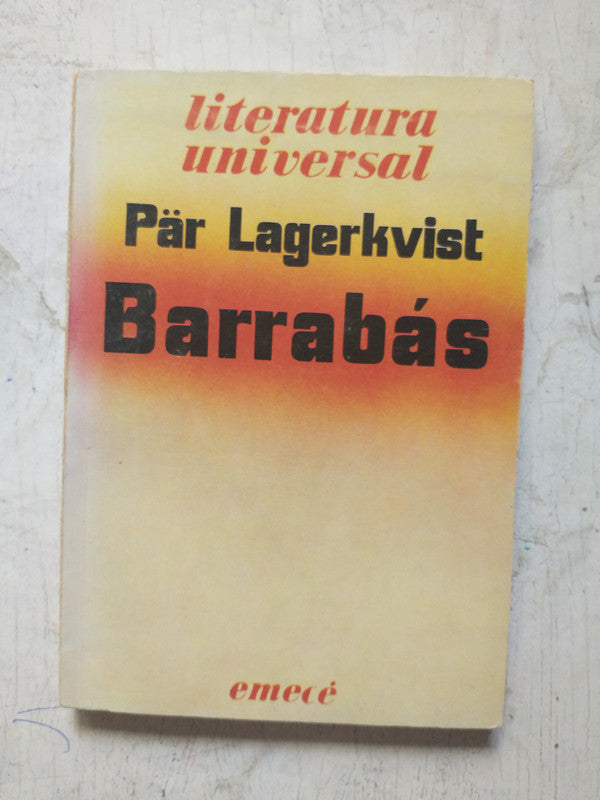 literatura
universal
Pär Lagerkvist
Barrabás
emecé